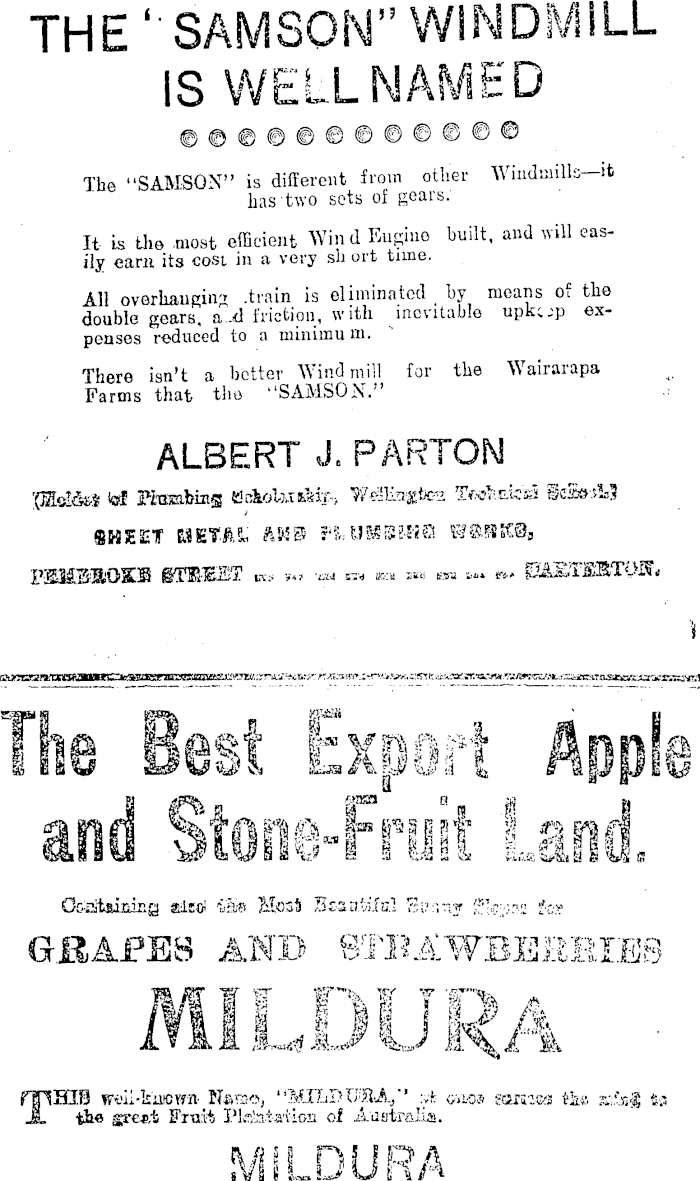 THE "SAMSON" WINDMILL
IS WELL NAMED
The "SAMSON" is different from other Windmills—it
has two sets of gears.
It is the most efficient Wind Engine built, and will eas-
ily earn its cost in a very short time.
All overhanging train is eliminated by means of the
double gears, and friction, with inevitable upkeep ex-
penses reduced to a minimum.
There isn't a better Windmill for the Wairarapa
Farms that the "SAMSON."
ALBERT J. PARTON
(Holder of Plumbing Scholarship, Wellington Technical School.)
SHEET METAL AND PLUMBING WORKS,
PEMBROKE STREET CARTERTON.
The Best Export Apple
and Stone-Fruit Land.
Containing also the Most Beautiful Sunny Slopes for
GRAPES AND STRAWBERRIES
MILDURA
THIS well-known Name, "MILDURA," at once carries the mind to
the great Fruit Plantation of Australia.
MILDURA